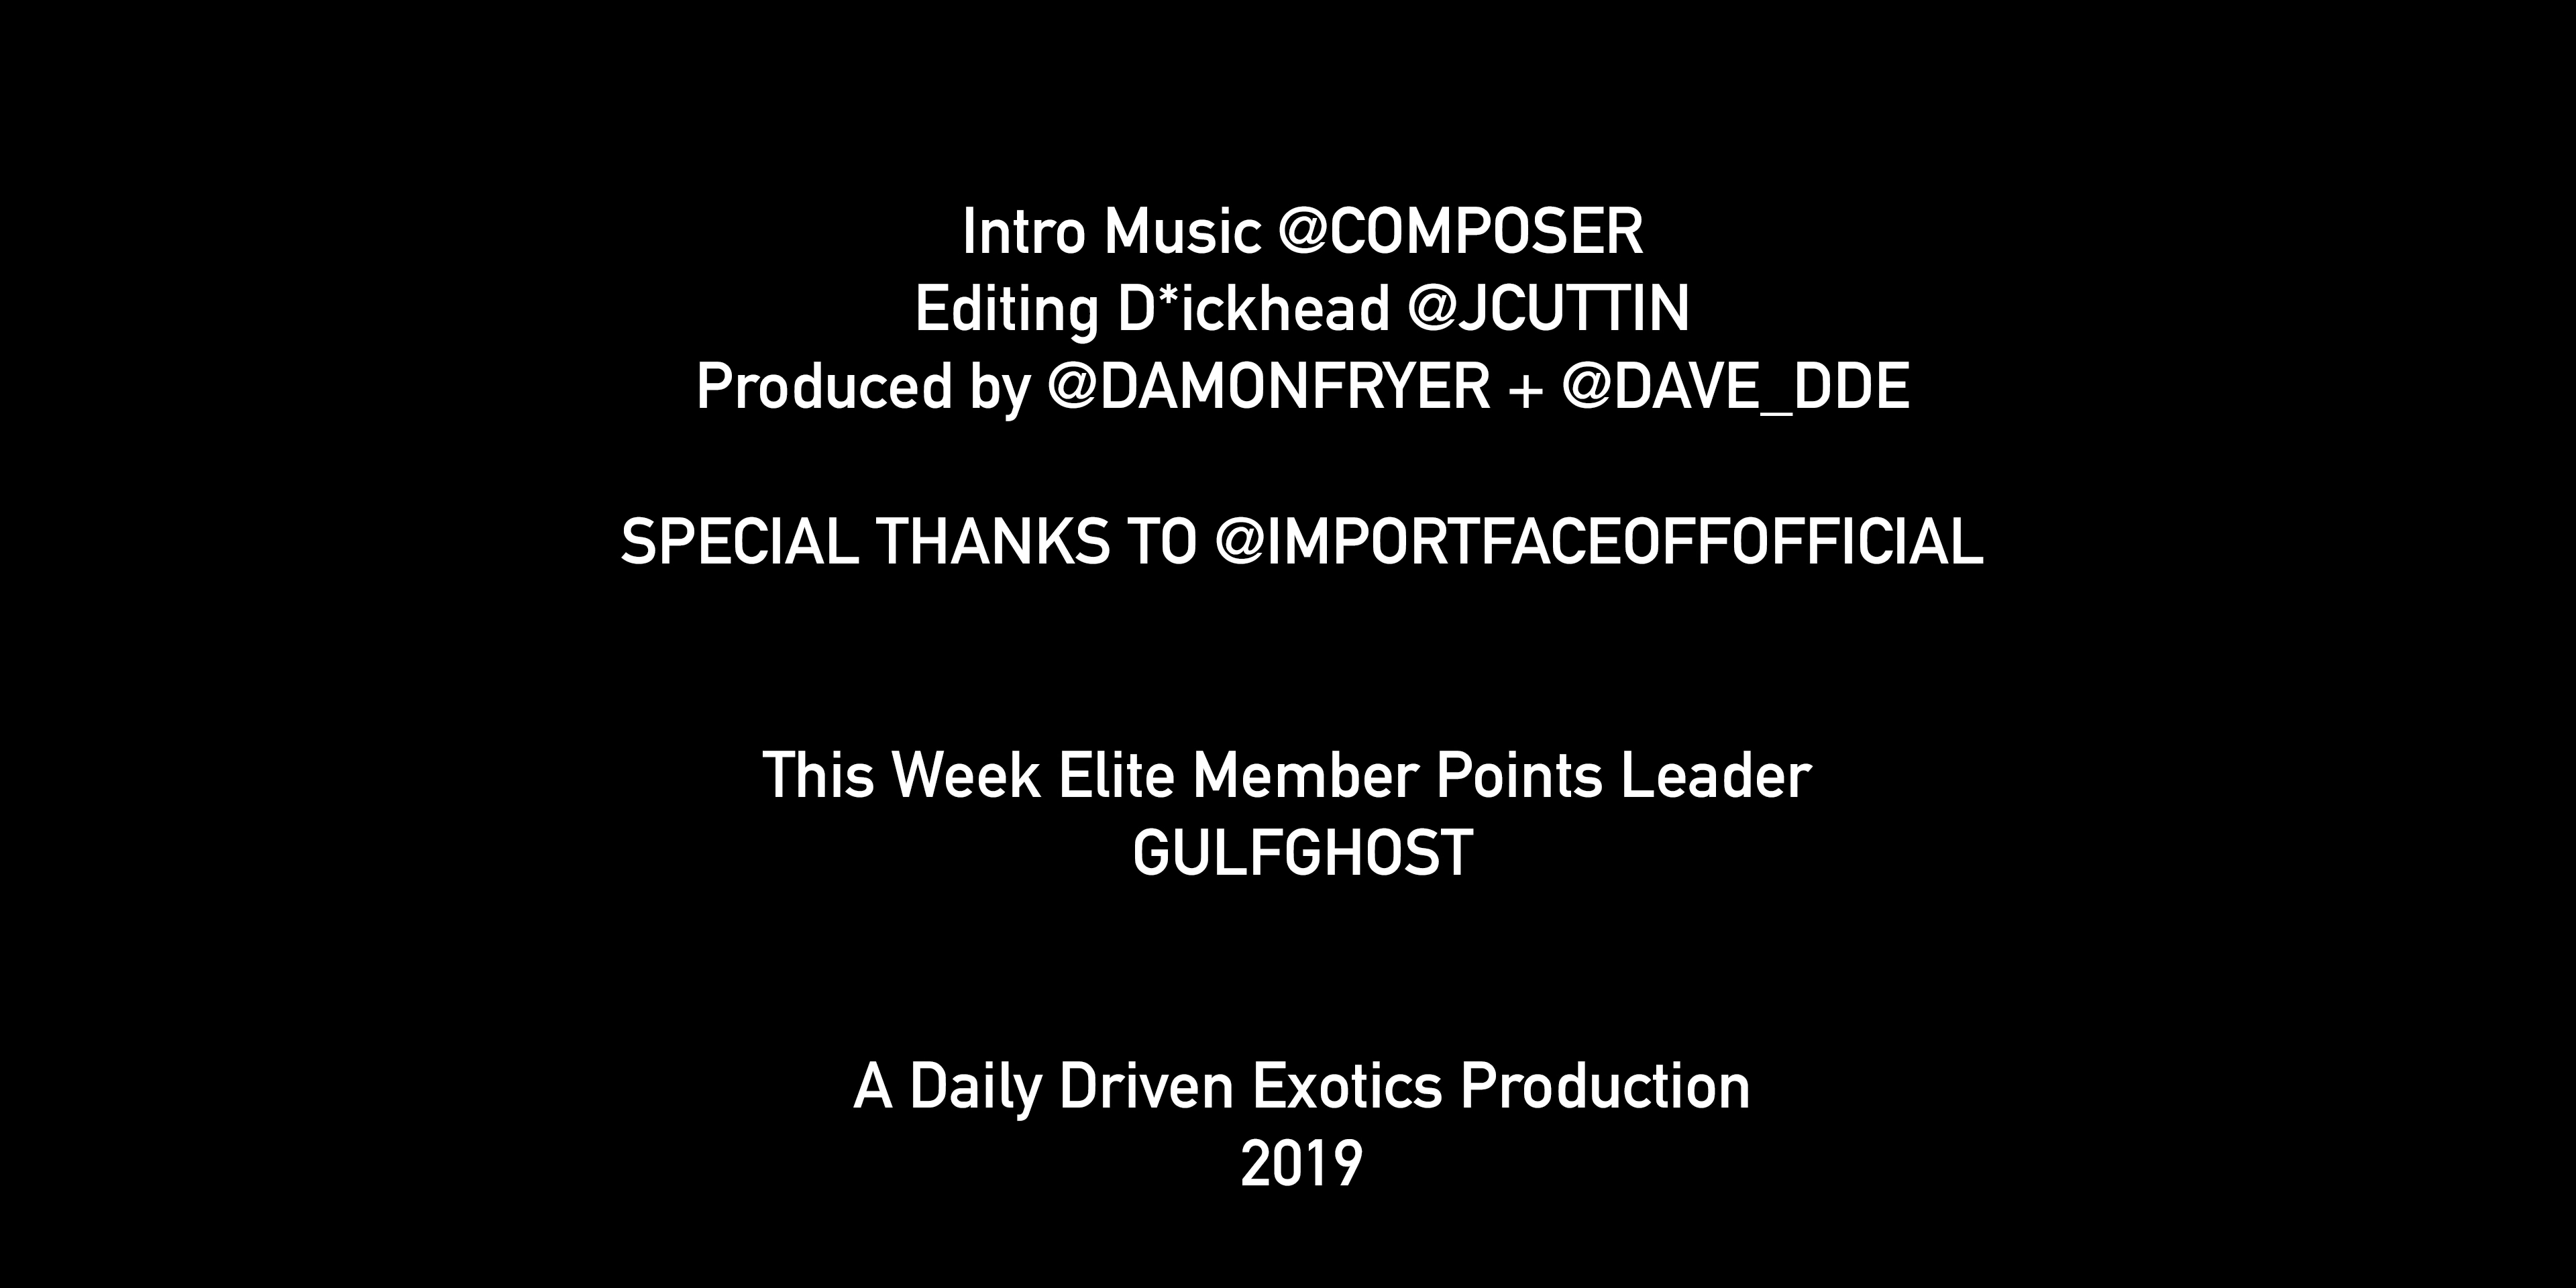 Intro Music @COMPOSER
Editing D*ickhead @JCUTTIN
Produced by @DAMONFRYER + @DAVE_DDE
SPECIAL THANKS TO @IMPORTFACEOFFOFFICIAL
This Week Elite Member Points Leader
GULFGHOST
A Daily Driven Exotics Production
2019